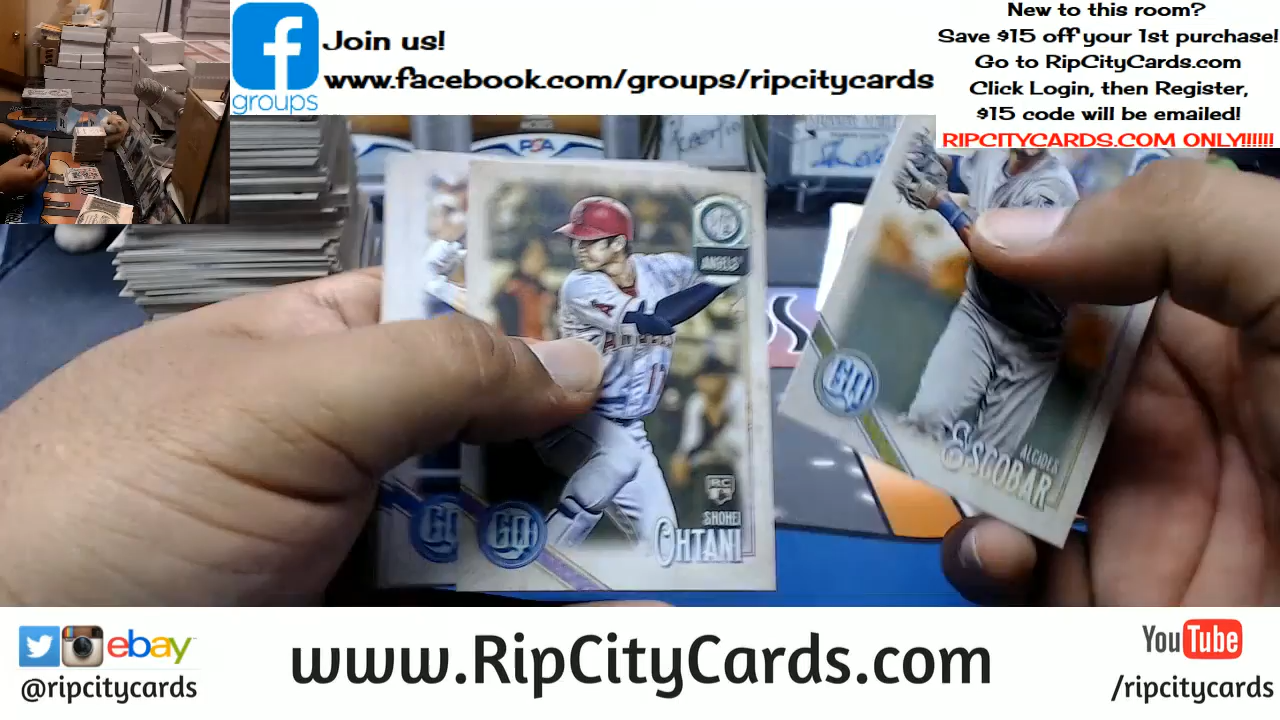 Join us!
www.facebook.com/groups/ripcitycards
groups
New to this room?
Save $15 off your 1st purchase!
Go to RipCityCards.com
Click Login, then Register,
$15 code will be emailed!
RIPCITYCARDS.COM ONLY!!!!!!
PSA
ANGELS
17
RC
SHOHEI
OHTANI
GQ
GQ
GQ
ALCIDES
ESCOBAR
ebay
@ripcitycards
www.RipCityCards.com
YouTube
/ripcitycards